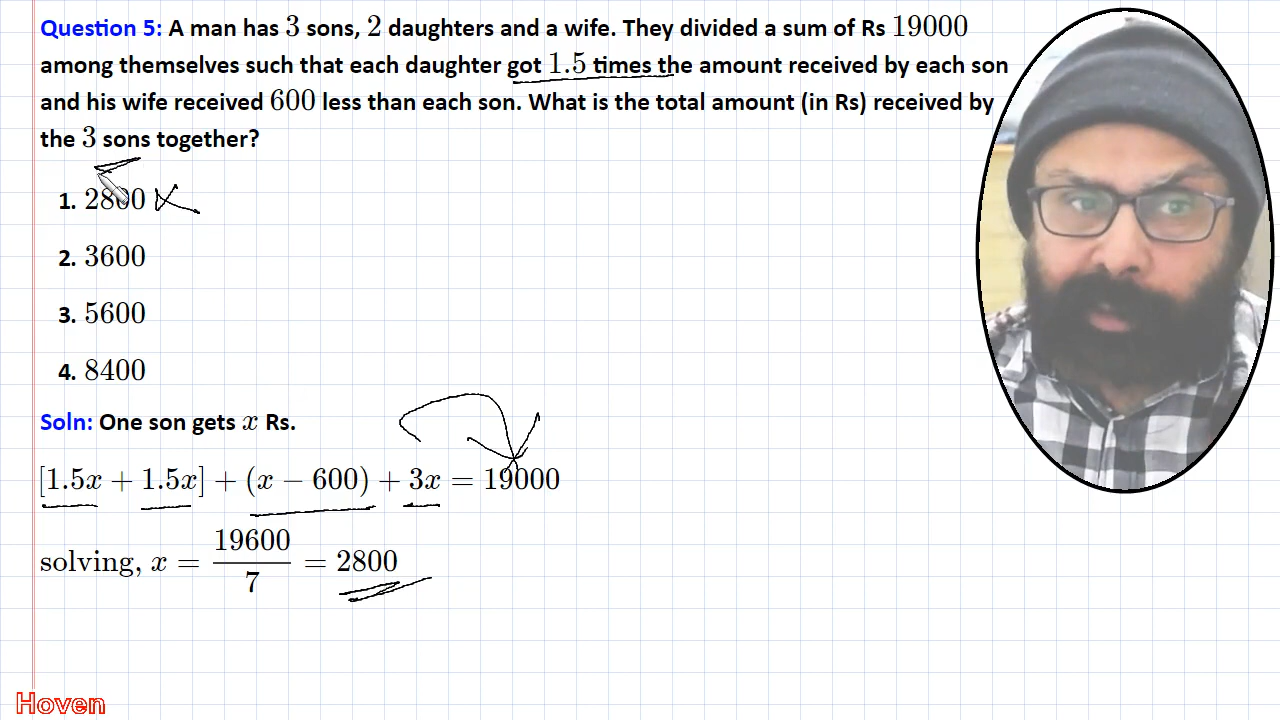 Question 5: A man has 3 sons, 2 daughters and a wife. They divided a sum of Rs 19000
among themselves such that each daughter got 1.5 times the amount received by each son
and his wife received 600 less than each son. What is the total amount (in Rs) received by
the 3 sons together?
1. 2800
2. 3600
3. 5600
4. 8400
Soln: One son gets x Rs.
[1.5x + 1.5x] + (x − 600) + 3x = 19000
solving, x = 19600/7 = 2800
Hoven